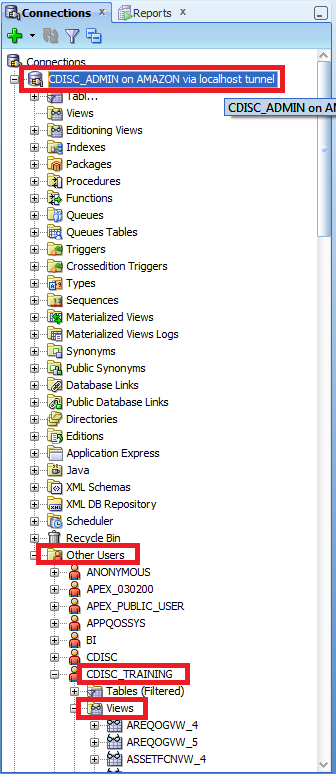 Connections Reports
Connections
CDISC_ADMIN on AMAZON via localhost tunnel
Tabl...
CDISC_ADMIN on AM
Views
Editioning Views
Indexes
Packages
Procedures
Functions
Queues
Queues Tables
Triggers
Crossedition Triggers
Types
Sequences
Materialized Views
Materialized Views Logs
Synonyms
Public Synonyms
Database Links
Public Database Links
Directories
Editions
Application Express
Java
XML Schemas
XML DB Repository
Scheduler
Recycle Bin
Other Users
ANONYMOUS
APEX_030200
APEX_PUBLIC_USER
APPQOSSYS
BI
CDISC
CDISC_TRAINING
Tables (Filtered)
Views
AREQOGVW_4
AREQOGVW_5
ASSETFCNVW_4